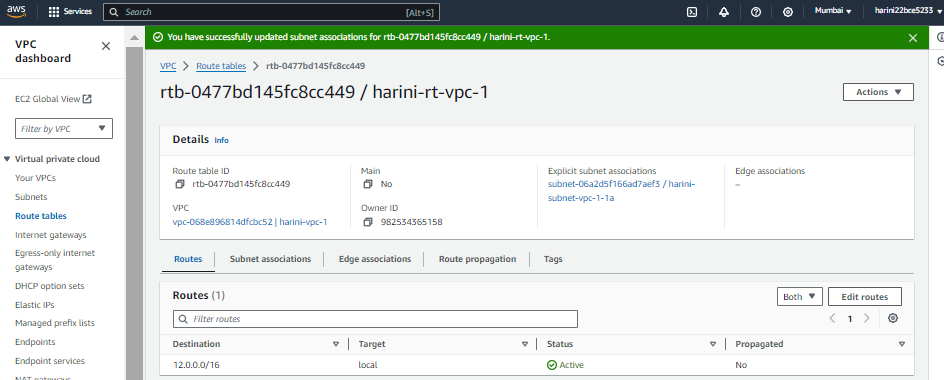 aws
Services
Search
[Alt+S]
Mumbai
harini22bce5233
VPC
dashboard
EC2 Global View
Filter by VPC
Virtual private cloud
Your VPCs
Subnets
Route tables
Internet gateways
Egress-only internet
gateways
DHCP option sets
Elastic IPs
Managed prefix lists
Endpoints
Endpoint services
NAT gateways
You have successfully updated subnet associations for rtb-0477bd145fc8cc449 / harini-rt-vpc-1.
VPC > Route tables > rtb-0477bd145fc8cc449
rtb-0477bd145fc8cc449 / harini-rt-vpc-1
Actions
Details Info
Route table ID
rtb-0477bd145fc8cc449
VPC
vpc-068e896814dfcbc52 | harini-vpc-1
Main
No
Owner ID
982534365158
Explicit subnet associations
subnet-06a2d5f166ad7aef3 / harini-
subnet-vpc-1-1a
Edge associations
–
Routes Subnet associations Edge associations Route propagation Tags
Routes (1)
Both
Edit routes
Filter routes
1
Destination Target Status Propagated
12.0.0.0/16 local Active No